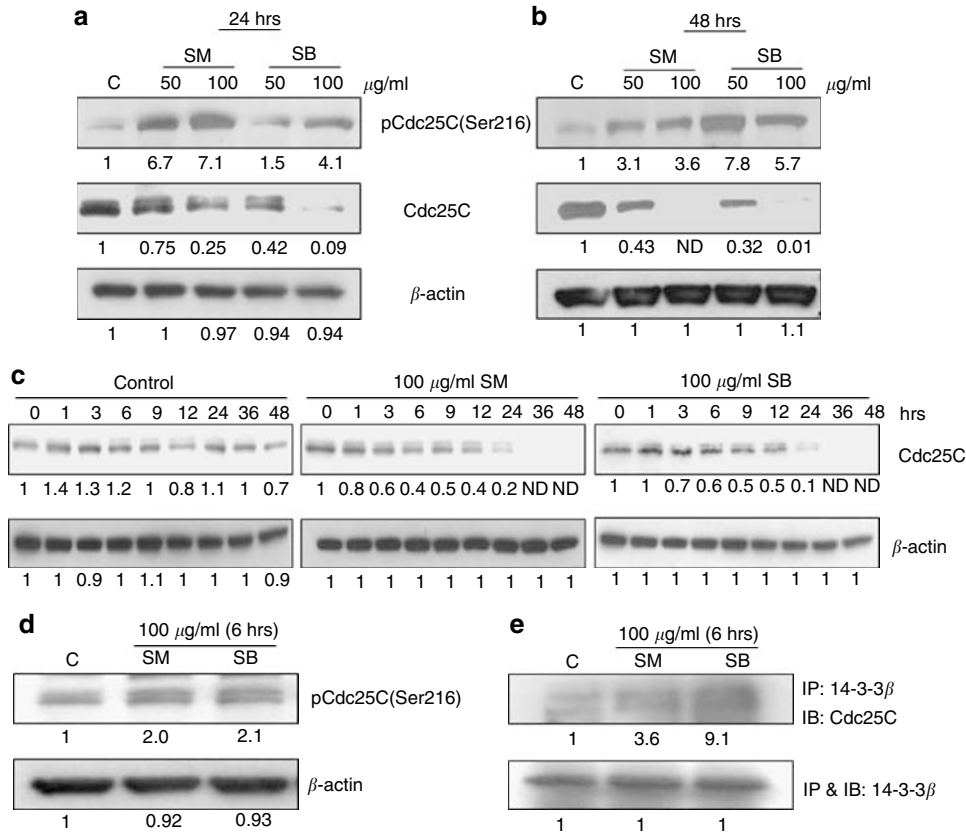 a
24 hrs
SM SB
C 50 100 50 100 μg/ml
pCdc25C(Ser216)
1 6.7 7.1 1.5 4.1
Cdc25C
1 0.75 0.25 0.42 0.09
β-actin
1 1 0.97 0.94 0.94
b
48 hrs
SM SB
C 50 100 50 100
1 3.1 3.6 7.8 5.7
1 0.43 ND 0.32 0.01
1 1 1 1 1.1
c
Control 100 μg/ml SM 100 μg/ml SB
0 1 3 6 9 12 24 36 48 0 1 3 6 9 12 24 36 48 0 1 3 6 9 12 24 36 48 hrs
Cdc25C
1 1.4 1.3 1.2 1 0.8 1.1 1 0.7 1 0.8 0.6 0.4 0.5 0.4 0.2 ND ND 1 1 0.7 0.6 0.5 0.5 0.1 ND ND
β-actin
1 1 0.9 1 1.1 1 1 1 0.9 1 1 1 1 1 1 1 1 1 1 1 1 1 1 1 1 1 1
d
100 μg/ml (6 hrs)
C SM SB
pCdc25C(Ser216)
1 2.0 2.1
β-actin
1 0.92 0.93
e
100 μg/ml (6 hrs)
C SM SB
IP: 14-3-3β
IB: Cdc25C
1 3.6 9.1
IP & IB: 14-3-3β
1 1 1